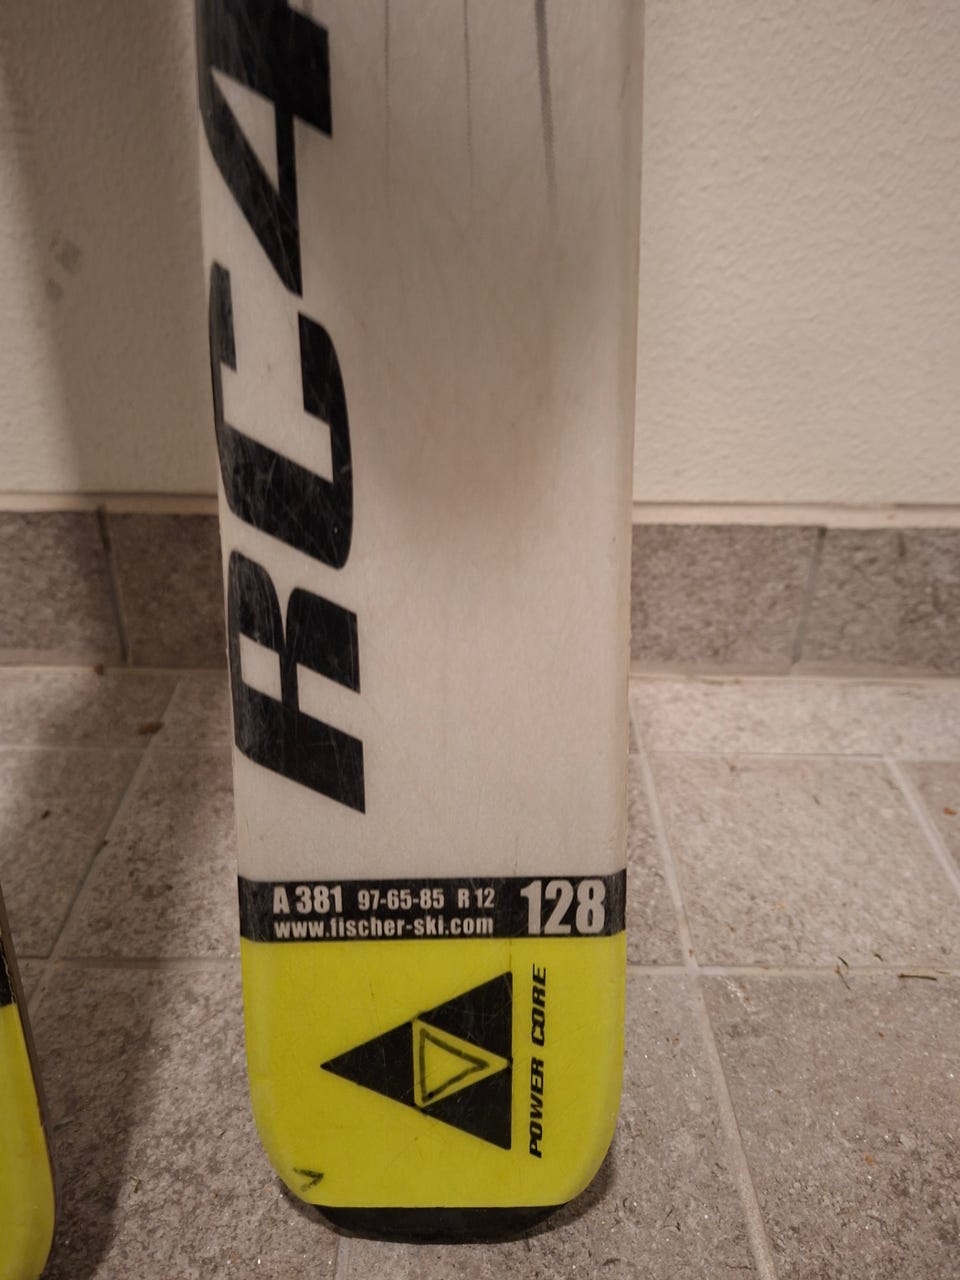 RC4
A 381 97-65-85 R 12 128
www.fischer-ski.com
POWER CORE
V